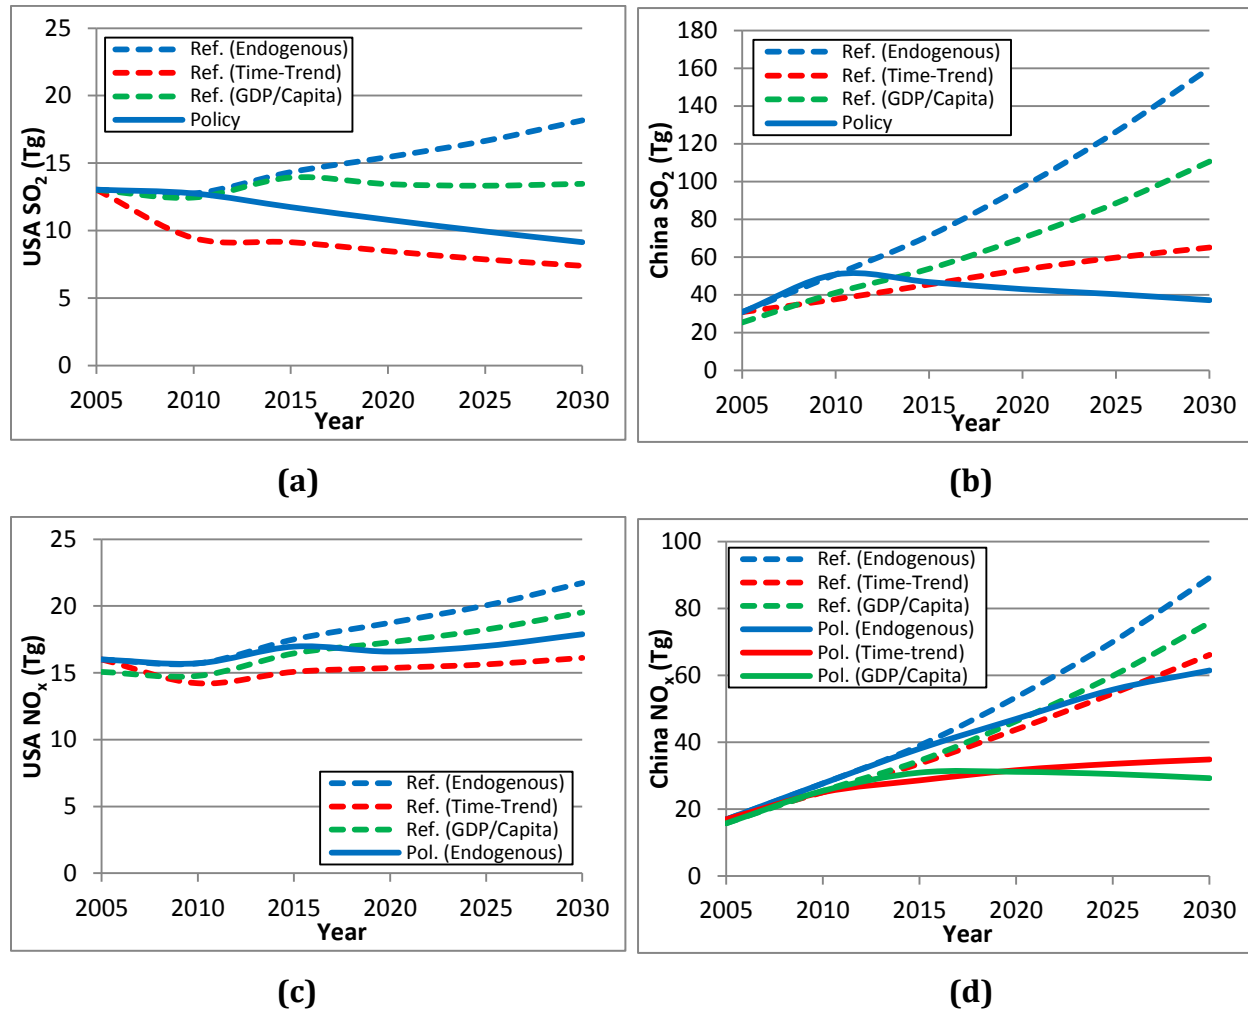 25
20
15
10
5
0
USA SO2 (Tg)
Ref. (Endogenous)
Ref. (Time-Trend)
Ref. (GDP/Capita)
Policy
2005 2010 2015 2020 2025 2030
Year
(a)
180
160
140
120
100
80
60
40
20
0
China SO2 (Tg)
Ref. (Endogenous)
Ref. (Time-Trend)
Ref. (GDP/Capita)
Policy
2005 2010 2015 2020 2025 2030
Year
(b)
25
20
15
10
5
0
USA NOx (Tg)
Ref. (Endogenous)
Ref. (Time-Trend)
Ref. (GDP/Capita)
Pol. (Endogenous)
2005 2010 2015 2020 2025 2030
Year
(c)
100
80
60
40
20
0
China NOx (Tg)
Ref. (Endogenous)
Ref. (Time-Trend)
Ref. (GDP/Capita)
Pol. (Endogenous)
Pol. (Time-trend)
Pol. (GDP/Capita)
2005 2010 2015 2020 2025 2030
Year
(d)